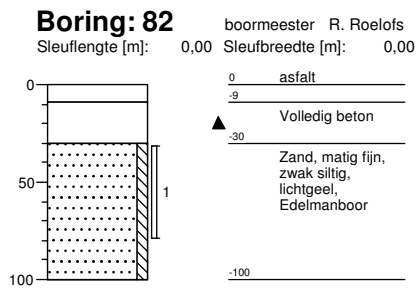 Boring: 82
boormeester R. Roelofs
Sleuflengte [m]: 0,00 Sleufbreedte [m]: 0,00
0
0 asfalt
-9
Volledig beton
-30
Zand, matig fijn,
zwak siltig,
lichtgeel,
Edelmanboor
50
1
100
-100